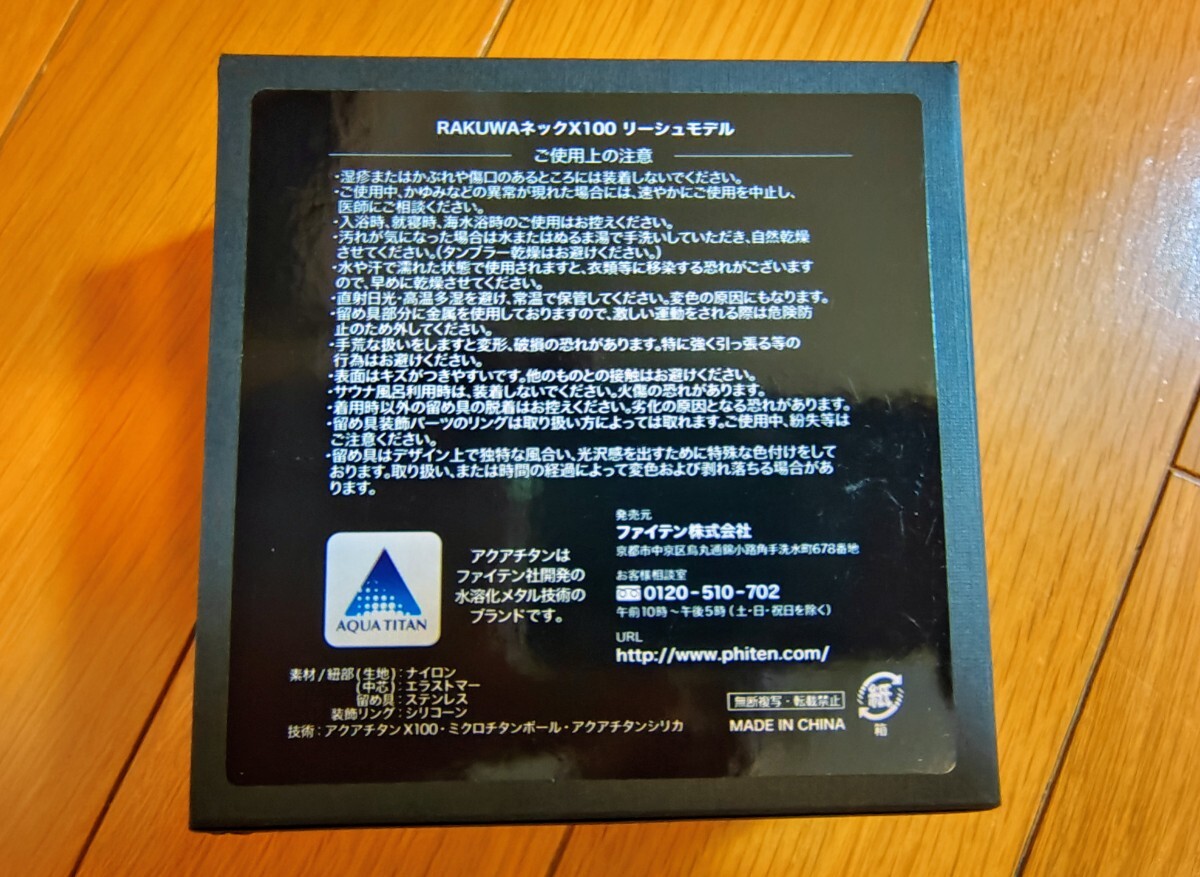 RAKUWAネックX100 リーシュモデル
ご使用上の注意
・湿疹またはかぶれや傷口のあるところには装着しないでください。
・ご使用中、かゆみなどの異常が現れた場合には、速やかにご使用を中止し、
医師にご相談ください。
・入浴時、就寝時、海水浴時のご使用はお控えください。
・汚れが気になった場合は水またはぬるま湯で手洗いしていただき、自然乾燥
させてください。(タンブラー乾燥はお避けください。)
・水や汗で濡れた状態で使用されますと、衣類等に移染する恐れがございます
ので、早めに乾燥させてください。
・直射日光・高温多湿を避け、常温で保管してください。変色の原因にもなります。
・留め具部分に金属を使用しておりますので、激しい運動をされる際は危険防
止のため外してください。
・手荒な扱いをしますと変形、破損の恐れがあります。特に強く引っ張る等の
行為はお避けください。
・表面はキズがつきやすいです。他のものとの接触はお避けください。
・サウナ風呂利用時は、装着しないでください。火傷の恐れがあります。
・着用時以外の留め具の脱着はお控えください。劣化の原因となる恐れがあります。
・留め具装飾パーツのリングは取り扱い方によっては取れます。ご使用中、紛失等は
ご注意ください。
・留め具はデザイン上で独特な風合い、光沢感を出すために特殊な色付けをして
おります。取り扱い、または時間の経過によって変色および剥れ落ちる場合があ
ります。
AQUA TITAN
アクアチタンは
ファイテン社開発の
水溶化メタル技術の
ブランドです。
発売元
ファイテン株式会社
京都市中京区烏丸通錦小路角手洗水町678番地
お客様相談室
0120-510-702
午前10時～午後5時(土・日・祝日を除く)
URL
http://www.phiten.com/
素材/紐部(生地):ナイロン
(中芯):エラストマー
留め具:ステンレス
装飾リング:シリコーン
技術:アクアチタンX100・ミクロチタンボール・アクアチタンシリカ
無断複写・転載禁止
MADE IN CHINA
紙
箱